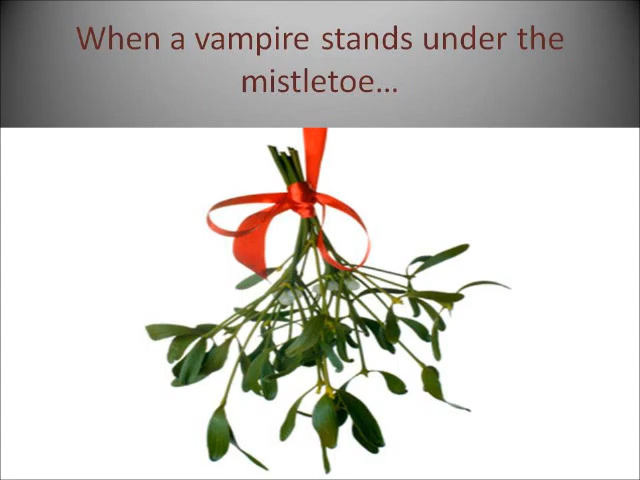 When a vampire stands under the
mistletoe…